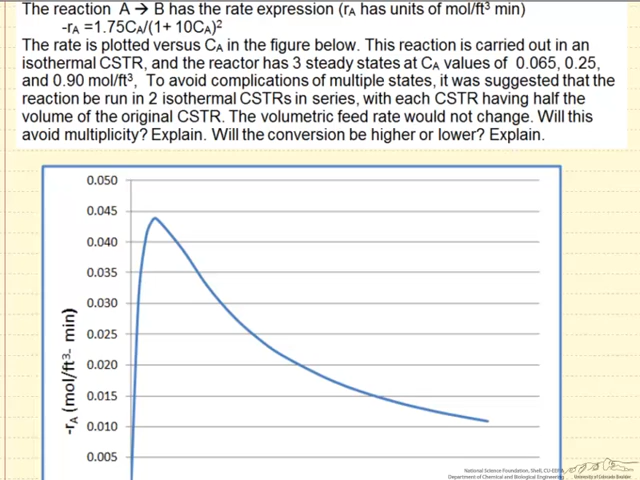 The reaction A → B has the rate expression (rA has units of mol/ft³ min)
-rA =1.75CA/(1+ 10CA)²
The rate is plotted versus CA in the figure below. This reaction is carried out in an
isothermal CSTR, and the reactor has 3 steady states at CA values of 0.065, 0.25,
and 0.90 mol/ft³, To avoid complications of multiple states, it was suggested that the
reaction be run in 2 isothermal CSTRs in series, with each CSTR having half the
volume of the original CSTR. The volumetric feed rate would not change. Will this
avoid multiplicity? Explain. Will the conversion be higher or lower? Explain.
0.050
0.045
0.040
0.035
0.030
0.025
0.020
0.015
0.010
0.005
-rA (mol/ft³- min)
National Science Foundation, Shell, CU-EEF
Department of Chemical and Biological Engineering
University of Colorado Boulder